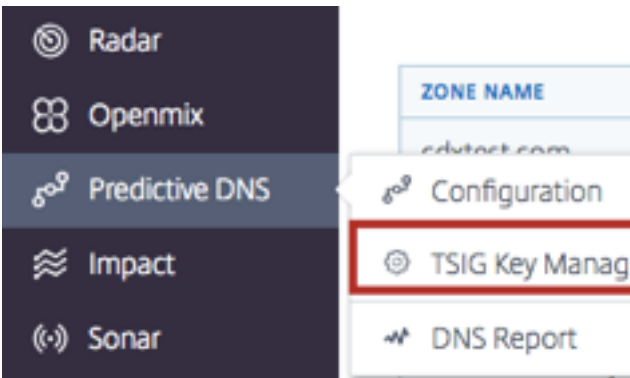 Radar
Openmix
Predictive DNS
Impact
Sonar
ZONE NAME
Configuration
TSIG Key Manag
DNS Report